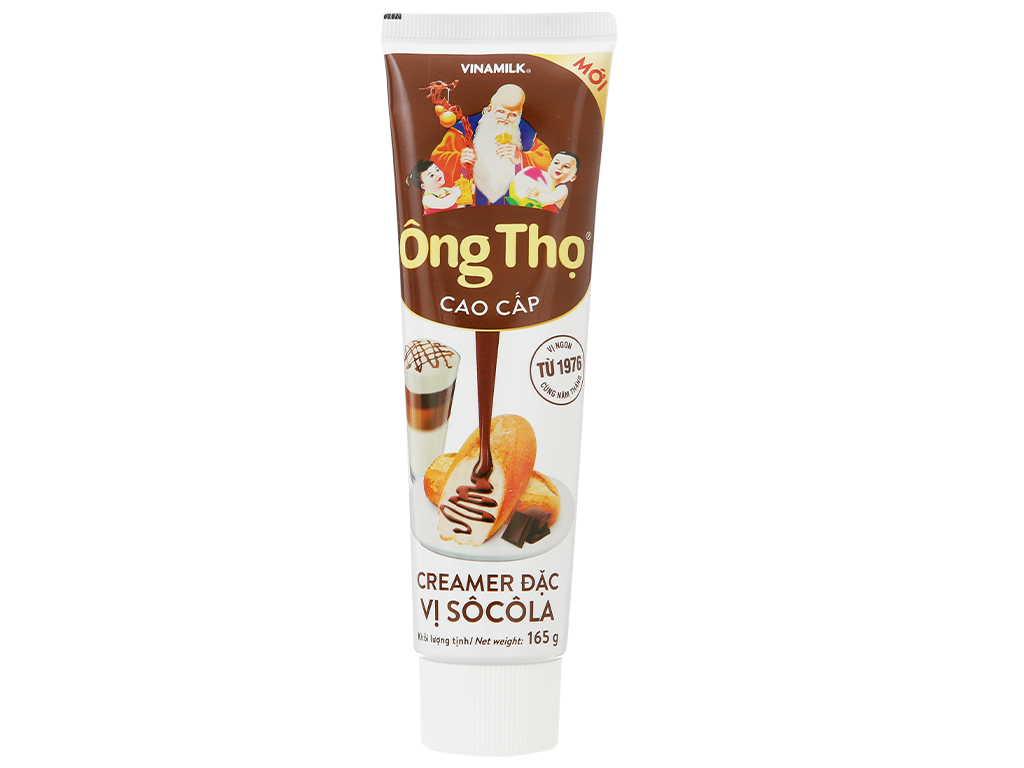 VINAMILK®
MỚI
Ông Thọ®
CAO CẤP
VỊ NGON
TỪ 1976
CÙNG NĂM THÁNG
CREAMER ĐẶC
VỊ SÔCÔLA
Khối lượng tịnh/ Net weight: 165 g